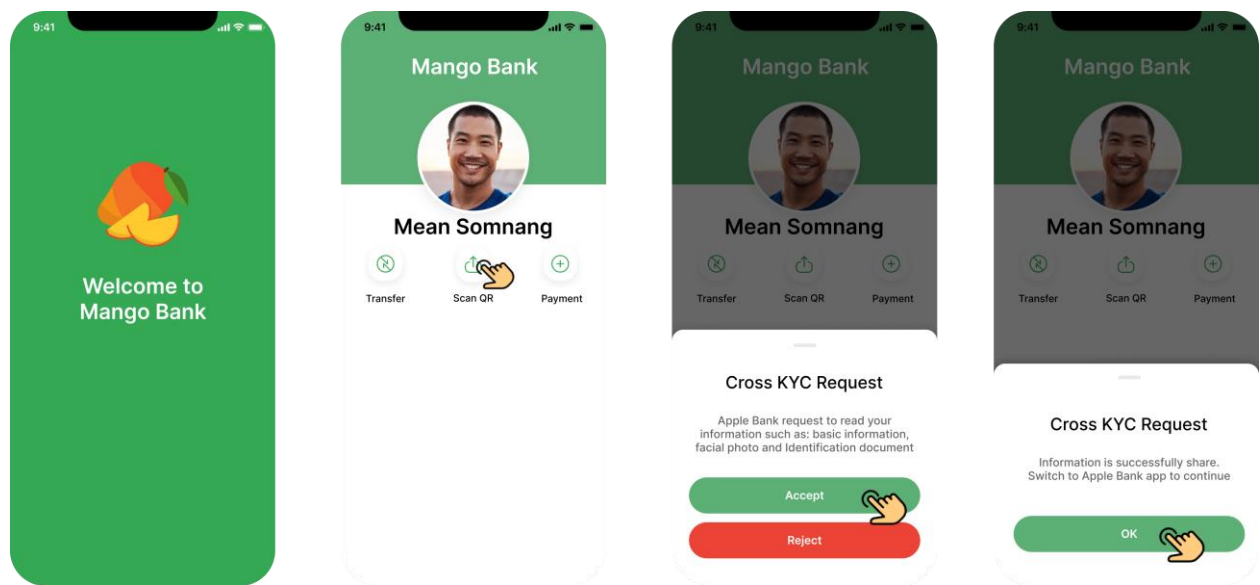 9:41
Welcome to
Mango Bank
9:41
Mango Bank
Mean Somnang
Transfer
Scan QR
Payment
9:41
Mango Bank
Mean Somnang
Transfer
Scan QR
Payment
Cross KYC Request
Apple Bank request to read your
information such as: basic information,
facial photo and Identification document
Accept
Reject
9:41
Mango Bank
Mean Somnang
Transfer
Scan QR
Payment
Cross KYC Request
Information is successfully share.
Switch to Apple Bank app to continue
OK